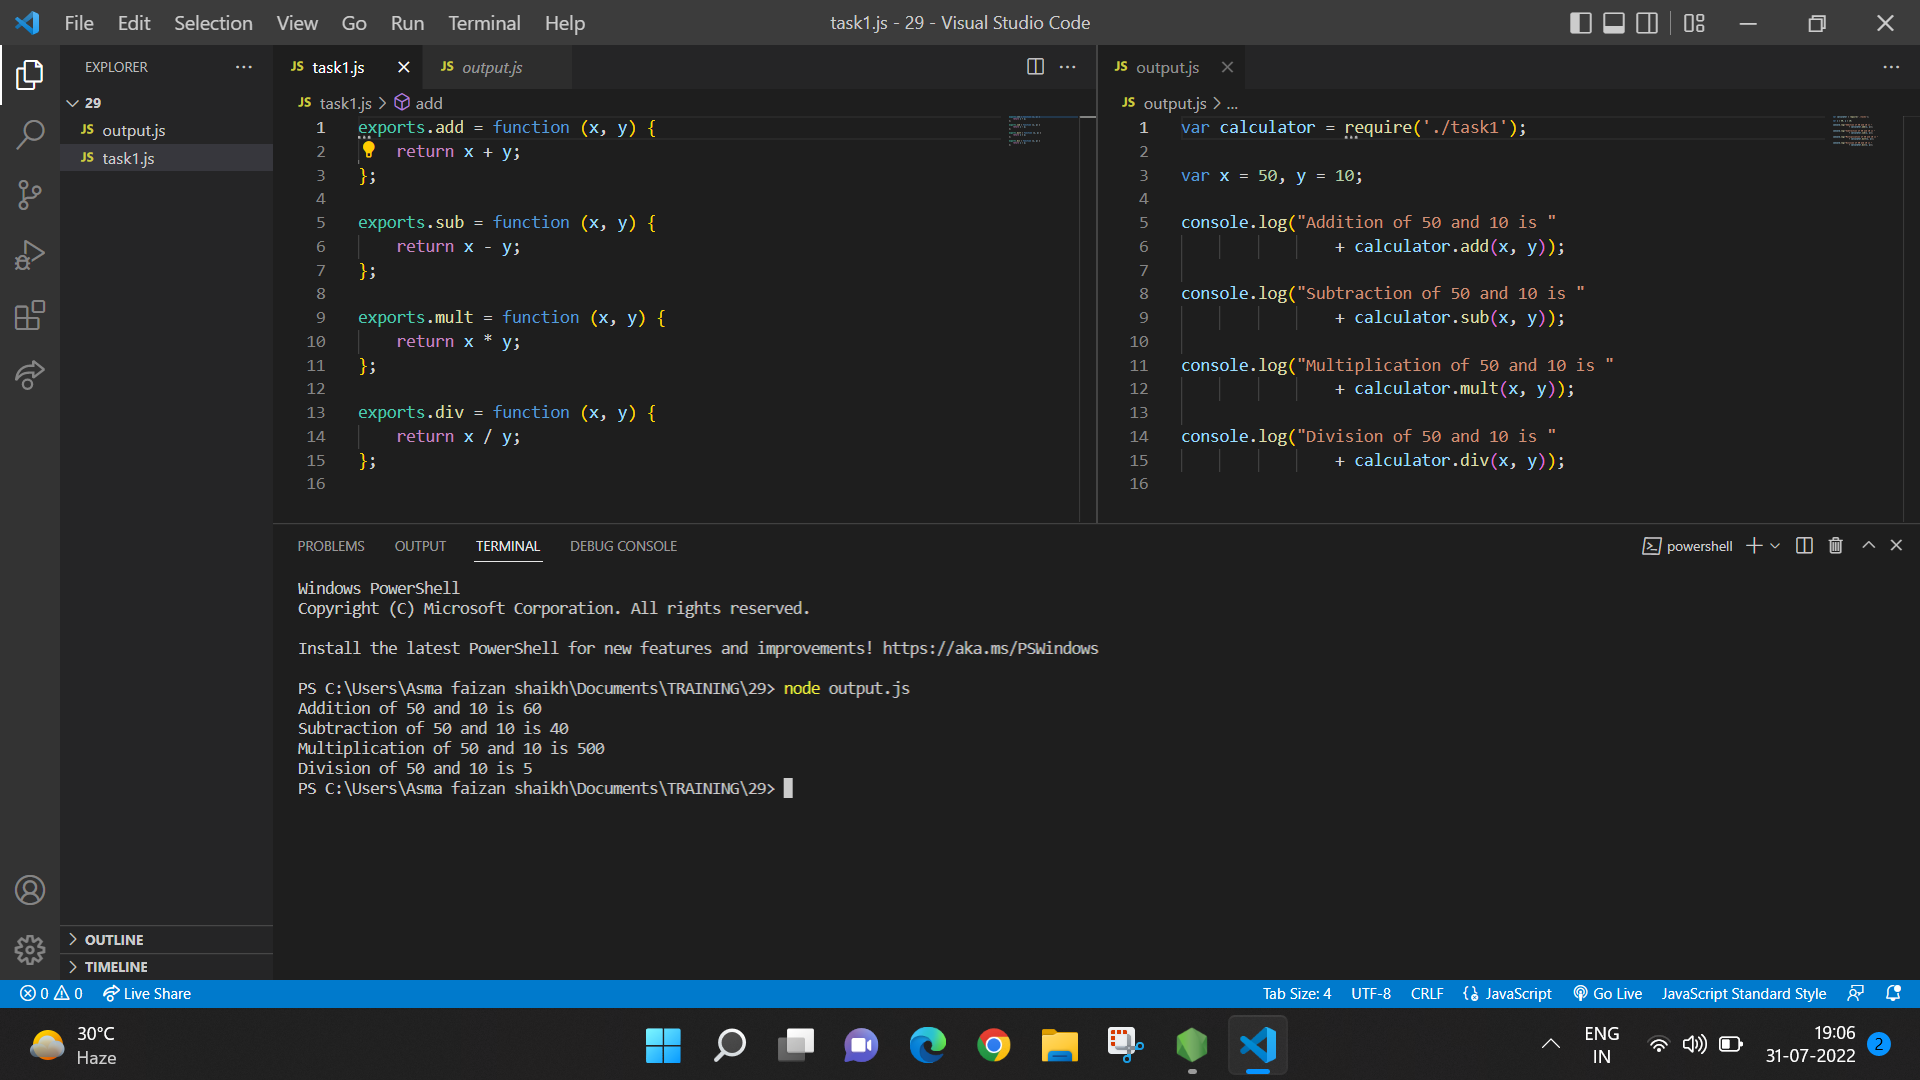 File Edit Selection View Go Run Terminal Help
task1.js - 29 - Visual Studio Code
EXPLORER
29
JS output.js
JS task1.js
OUTLINE
TIMELINE
JS task1.js
JS output.js
JS task1.js > add
1 exports.add = function (x, y) {
2 return x + y;
3 };
4
5 exports.sub = function (x, y) {
6 return x - y;
7 };
8
9 exports.mult = function (x, y) {
10 return x * y;
11 };
12
13 exports.div = function (x, y) {
14 return x / y;
15 };
16
JS output.js
JS output.js > ...
1 var calculator = require('./task1');
2
3 var x = 50, y = 10;
4
5 console.log("Addition of 50 and 10 is "
6 + calculator.add(x, y));
7
8 console.log("Subtraction of 50 and 10 is "
9 + calculator.sub(x, y));
10
11 console.log("Multiplication of 50 and 10 is "
12 + calculator.mult(x, y));
13
14 console.log("Division of 50 and 10 is "
15 + calculator.div(x, y));
16
PROBLEMS OUTPUT TERMINAL DEBUG CONSOLE
powershell
Windows PowerShell
Copyright (C) Microsoft Corporation. All rights reserved.
Install the latest PowerShell for new features and improvements! https://aka.ms/PSWindows
PS C:\Users\Asma faizan shaikh\Documents\TRAINING\29> node output.js
Addition of 50 and 10 is 60
Subtraction of 50 and 10 is 40
Multiplication of 50 and 10 is 500
Division of 50 and 10 is 5
PS C:\Users\Asma faizan shaikh\Documents\TRAINING\29>
0 0 Live Share
Tab Size: 4 UTF-8 CRLF {} JavaScript Go Live JavaScript Standard Style
30°C
Haze
ENG
IN
19:06
31-07-2022
2